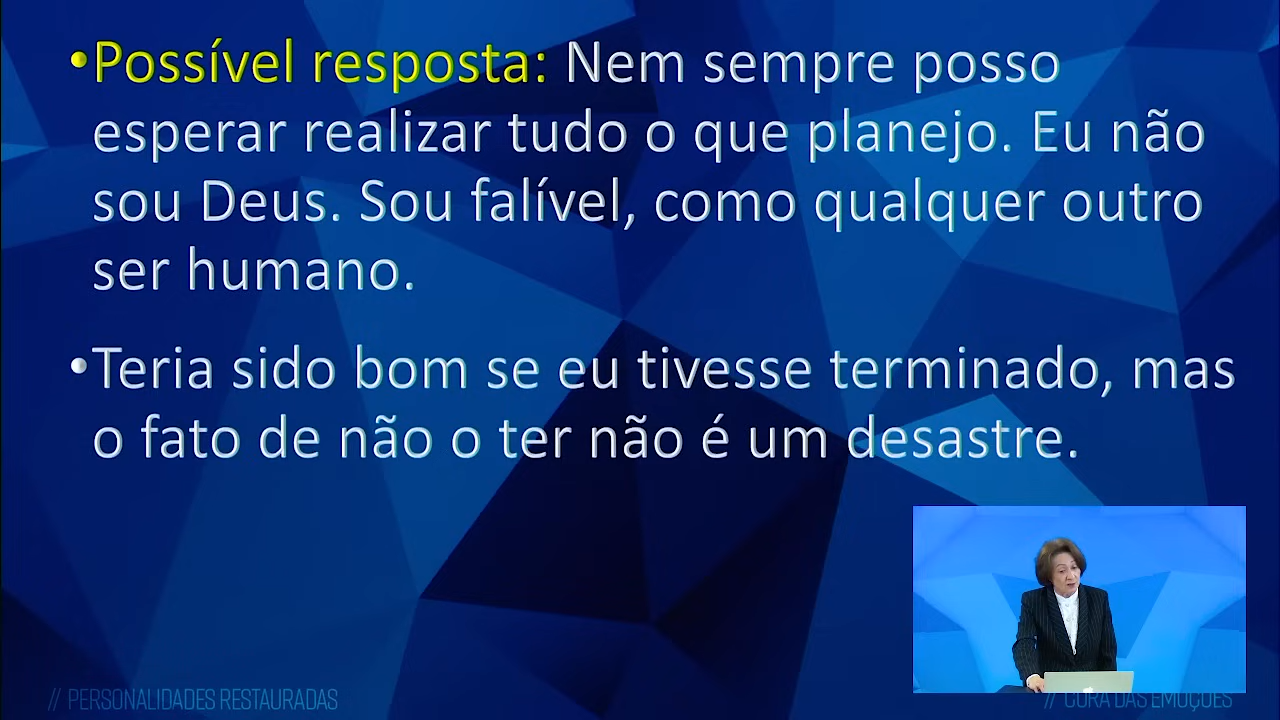 •Possível resposta: Nem sempre posso
esperar realizar tudo o que planejo. Eu não
sou Deus. Sou falível, como qualquer outro
ser humano.
•Teria sido bom se eu tivesse terminado, mas
o fato de não o ter não é um desastre.
// PERSONALIDADES RESTAURADAS
// CURA DAS EMOÇÕES